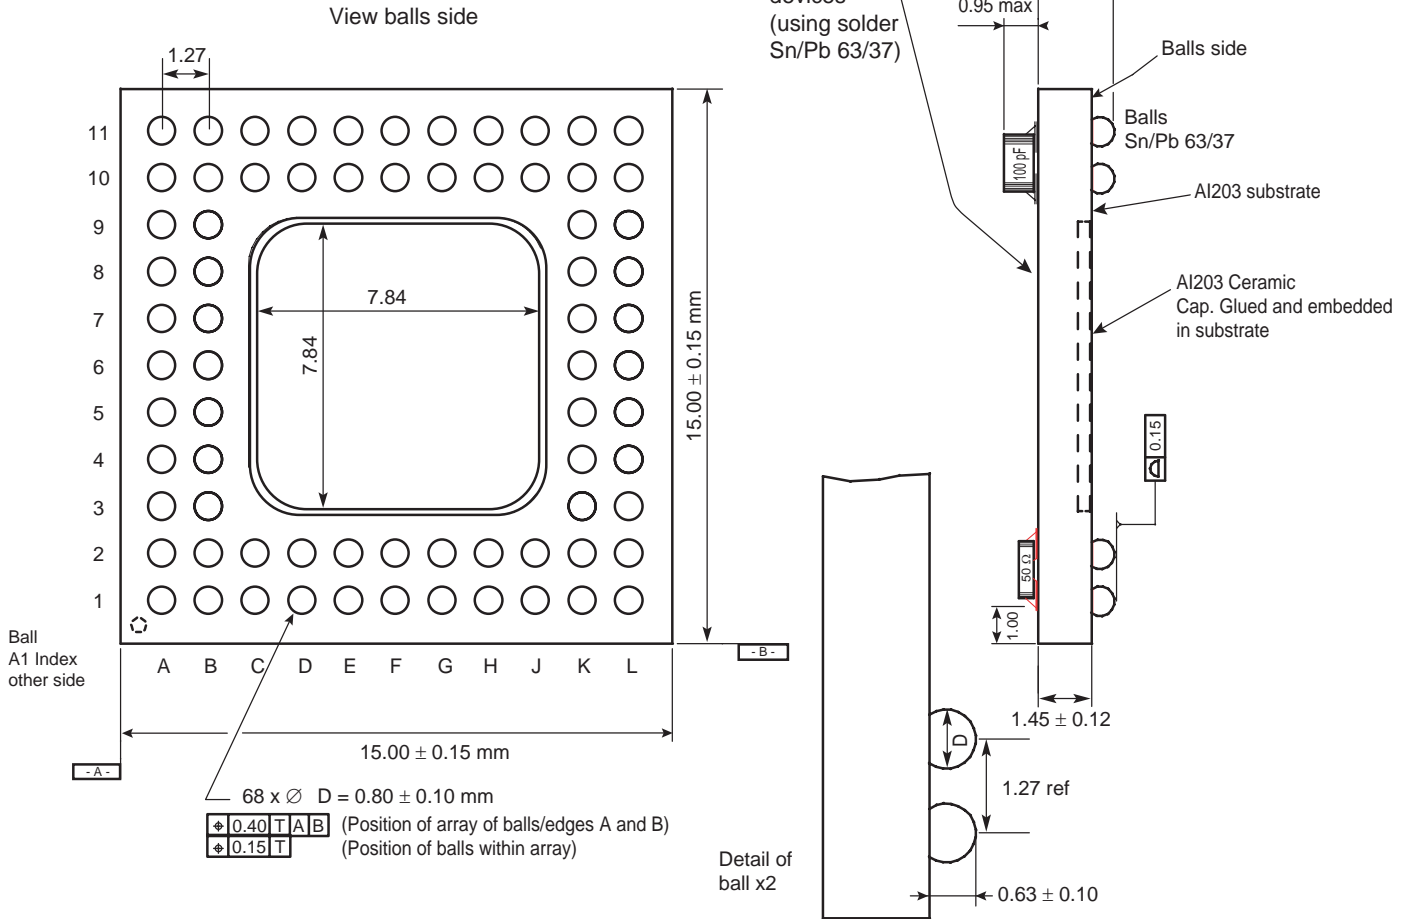 View balls side
devices
(using solder
Sn/Pb 63/37)
0.95 max
Balls side
1.27
Balls
Sn/Pb 63/37
100 pF
Al203 substrate
Al203 Ceramic
Cap. Glued and embedded
in substrate
11
10
9
8
7
6
5
4
3
2
1
7.84
7.84
15.00 ± 0.15 mm
0.15
50 Ω
1.00
Ball
A1 Index
other side
A B C D E F G H J K L
- B -
1.45 ± 0.12
15.00 ± 0.15 mm
- A -
D
1.27 ref
68 x ∅ D = 0.80 ± 0.10 mm
⌖ 0.40 T A B (Position of array of balls/edges A and B)
⌖ 0.15 T (Position of balls within array)
Detail of
ball x2
0.63 ± 0.10